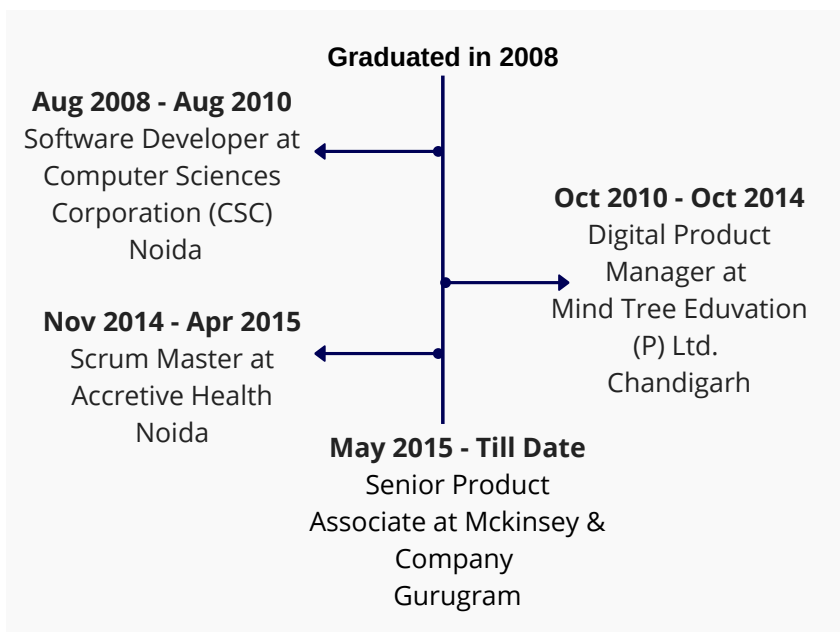 Graduated in 2008
Aug 2008 - Aug 2010
Software Developer at
Computer Sciences
Corporation (CSC)
Noida
Oct 2010 - Oct 2014
Digital Product
Manager at
Mind Tree Eduvation
(P) Ltd.
Chandigarh
Nov 2014 - Apr 2015
Scrum Master at
Accretive Health
Noida
May 2015 - Till Date
Senior Product
Associate at Mckinsey &
Company
Gurugram